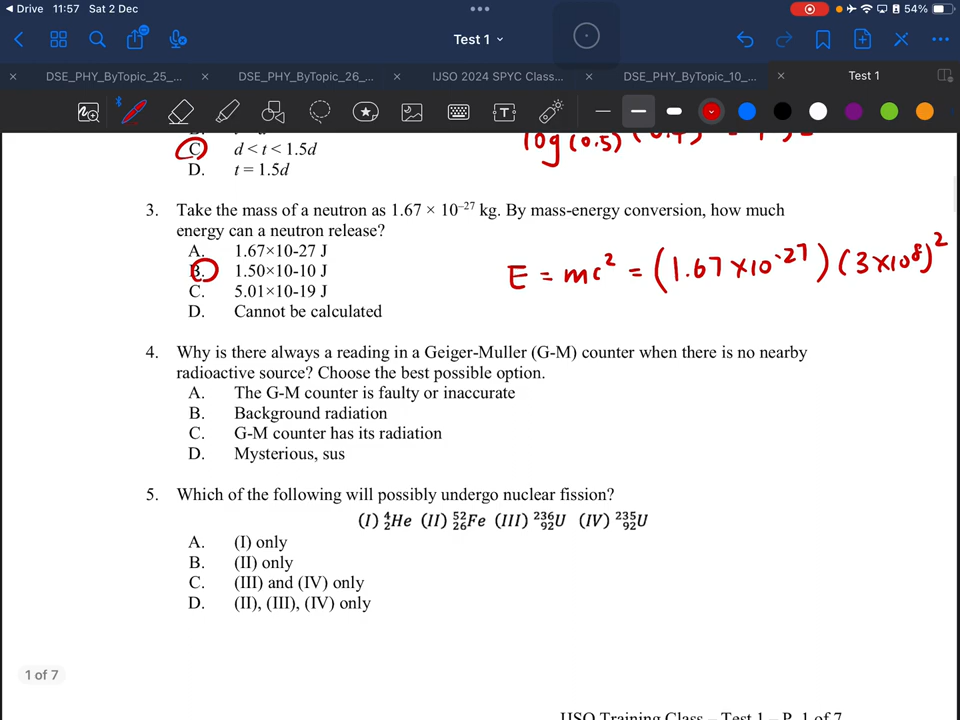 Drive 11:57 Sat 2 Dec 54%
Test 1
DSE_PHY_ByTopic_25_... DSE_PHY_ByTopic_26_... IJSO 2024 SPYC Class... DSE_PHY_ByTopic_10_... Test 1
C. d < t < 1.5d
D. t = 1.5d
3. Take the mass of a neutron as 1.67 × 10⁻²⁷ kg. By mass-energy conversion, how much
energy can a neutron release?
A. 1.67×10-27 J
B. 1.50×10-10 J
C. 5.01×10-19 J
D. Cannot be calculated
E = mc² = (1.67×10⁻²⁷)(3×10⁸)²
4. Why is there always a reading in a Geiger-Muller (G-M) counter when there is no nearby
radioactive source? Choose the best possible option.
A. The G-M counter is faulty or inaccurate
B. Background radiation
C. G-M counter has its radiation
D. Mysterious, sus
5. Which of the following will possibly undergo nuclear fission?
(I) ⁴₂He (II) ⁵²₂₆Fe (III) ²³⁶₉₂U (IV) ²³⁵₉₂U
A. (I) only
B. (II) only
C. (III) and (IV) only
D. (II), (III), (IV) only
1 of 7
IJSO Training Class – Test 1 – P. 1 of 7